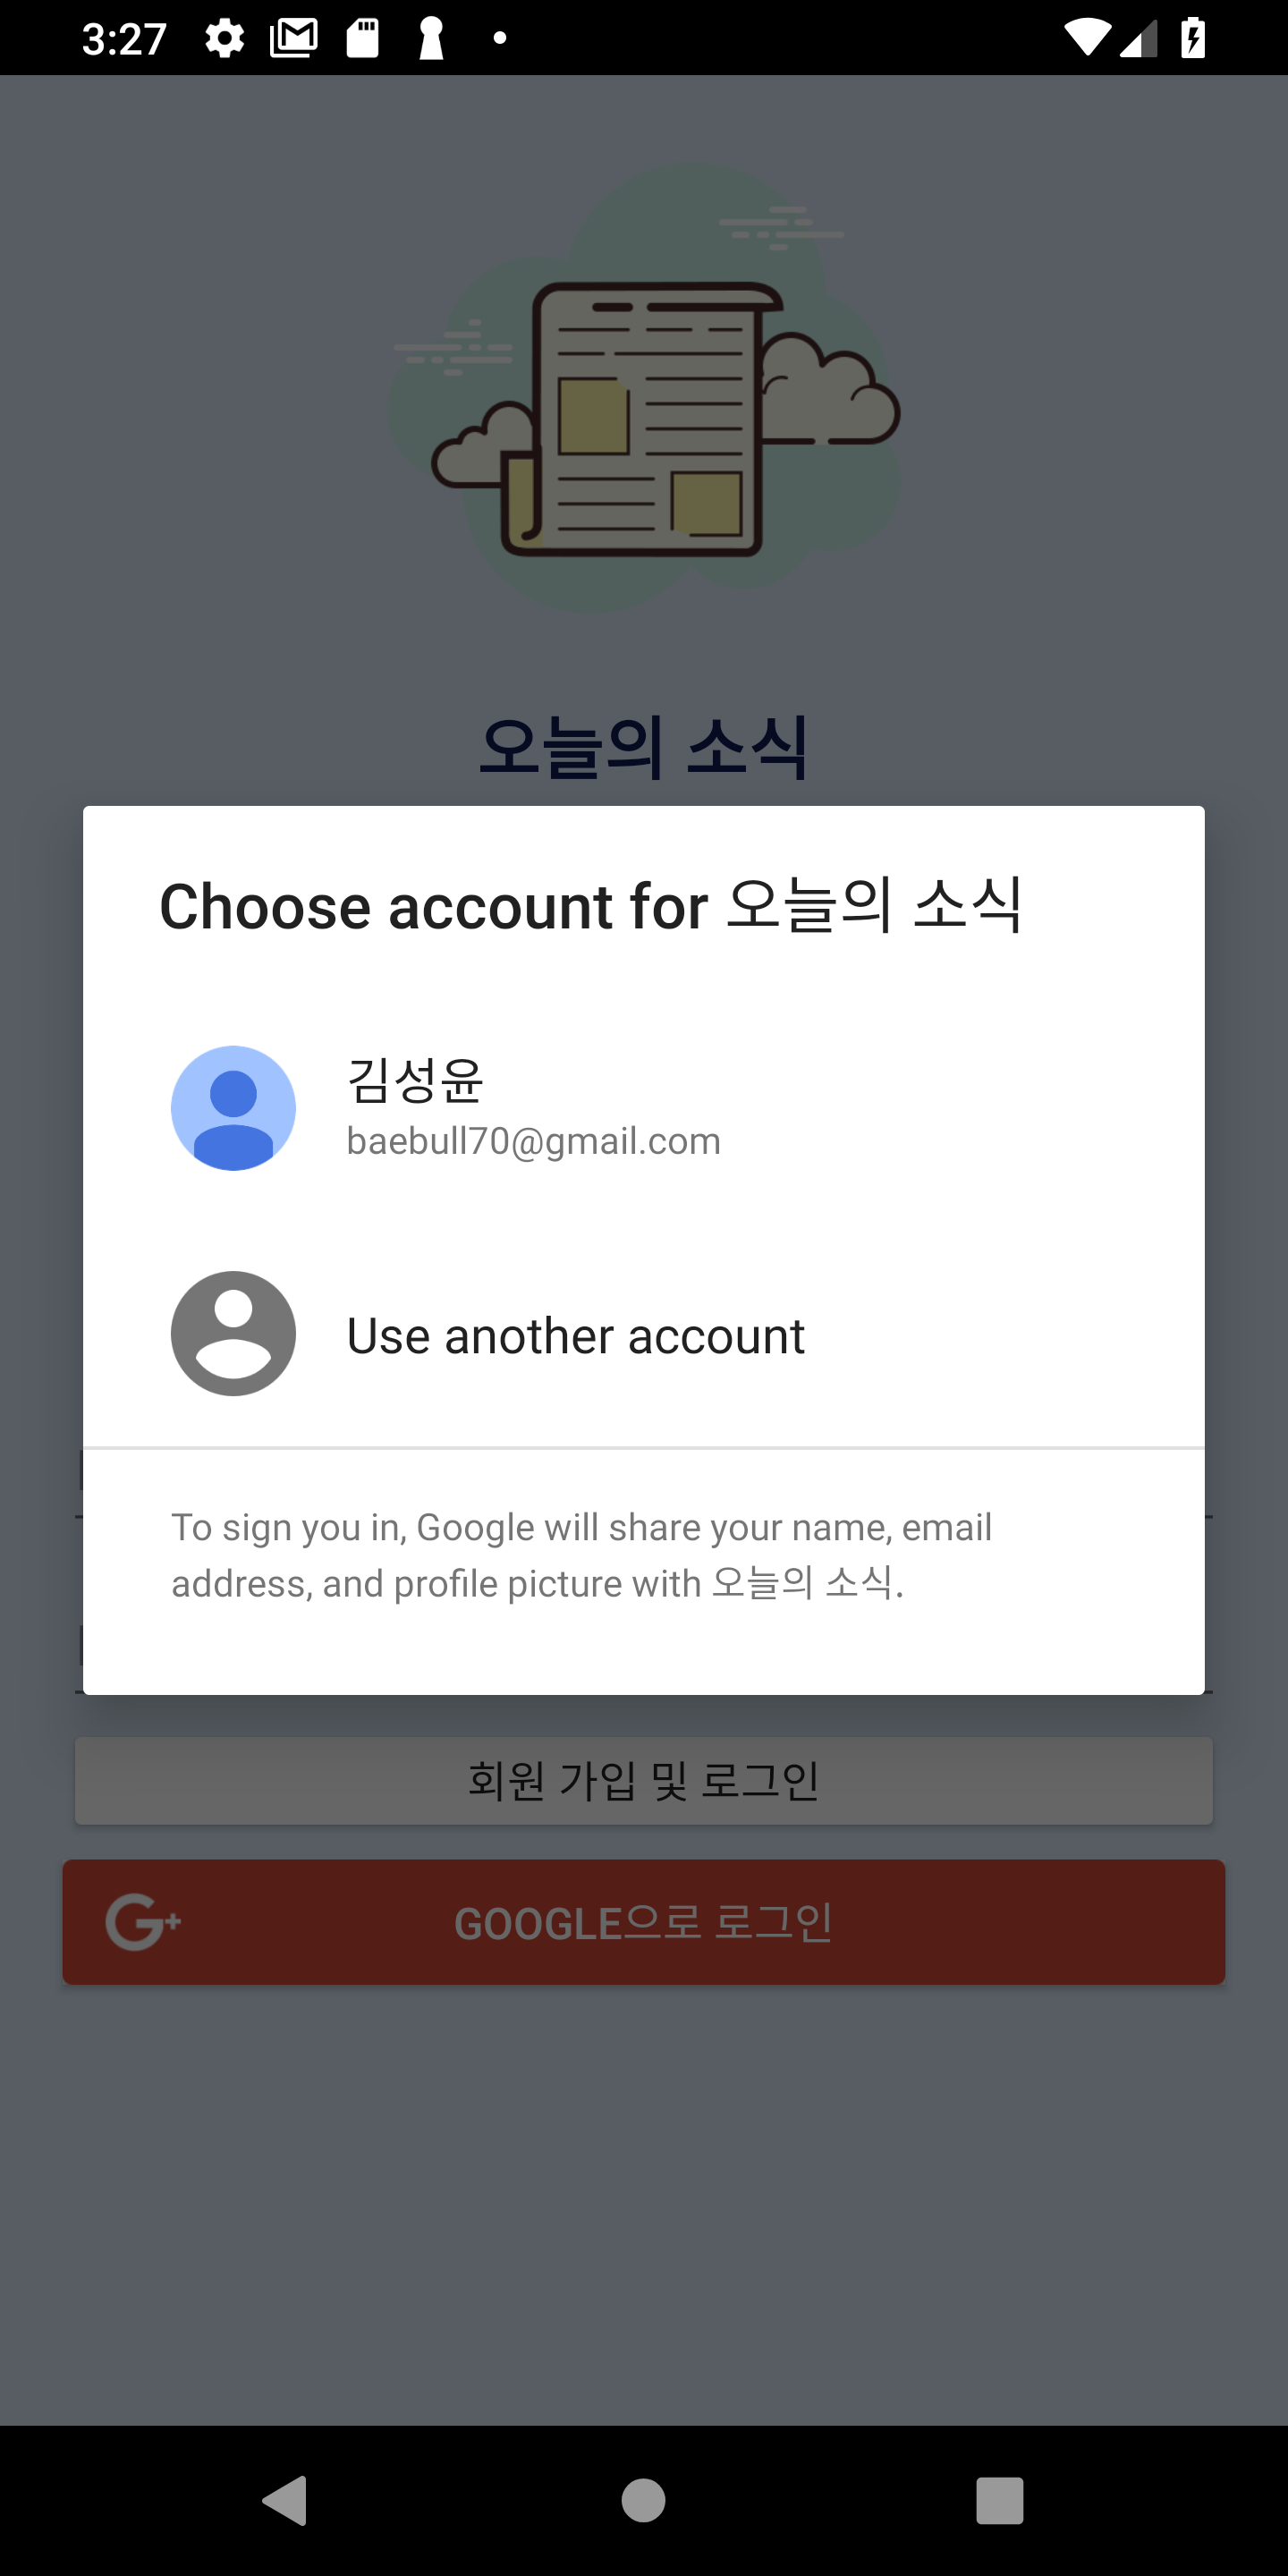 3:27
오늘의 소식
Choose account for 오늘의 소식
김성윤
baebull70@gmail.com
Use another account
To sign you in, Google will share your name, email
address, and profile picture with 오늘의 소식.
회원 가입 및 로그인
G+
GOOGLE으로 로그인